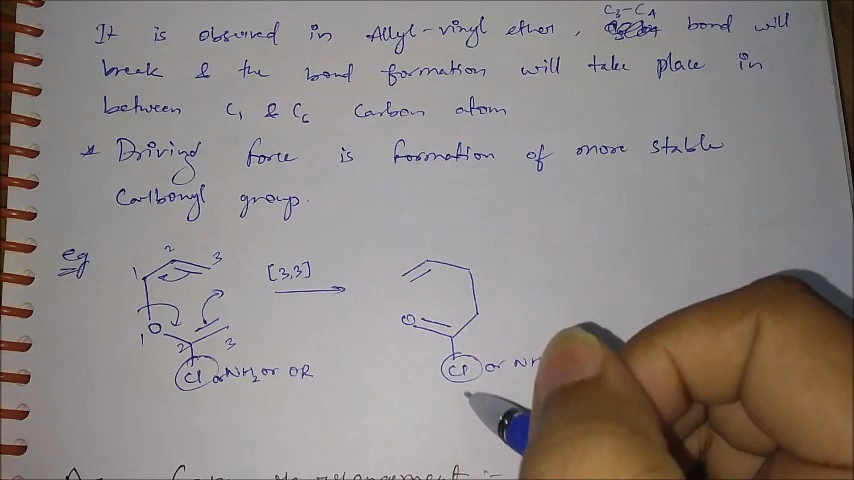 It is observed in Allyl-vinyl ether, C3-C4 bond will
break & the bond formation will take place in
between C1 & C6 carbon atom
* Driving force is formation of more stable
carbonyl group.
eg
1 2 3 [3,3]
O O
1 2 3
Cl or NH2 or OR Cl or NH
rearrangement :-